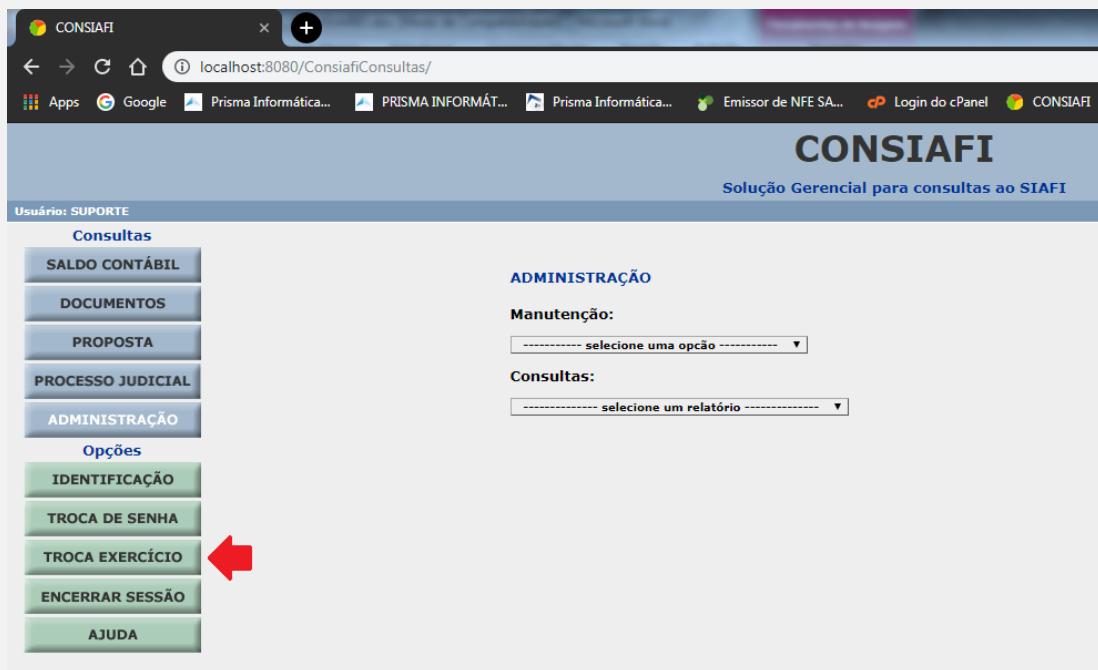 CONSIAFI
localhost:8080/ConsiafiConsultas/
Apps Google Prisma Informática... PRISMA INFORMÁT... Prisma Informática... Emissor de NFE SA... Login do cPanel CONSIAFI
CONSIAFI
Solução Gerencial para consultas ao SIAFI
Usuário: SUPORTE
Consultas
SALDO CONTÁBIL
DOCUMENTOS
PROPOSTA
PROCESSO JUDICIAL
ADMINISTRAÇÃO
Opções
IDENTIFICAÇÃO
TROCA DE SENHA
TROCA EXERCÍCIO
ENCERRAR SESSÃO
AJUDA
ADMINISTRAÇÃO
Manutenção:
----------- selecione uma opcão -----------
Consultas:
-------------- selecione um relatório --------------